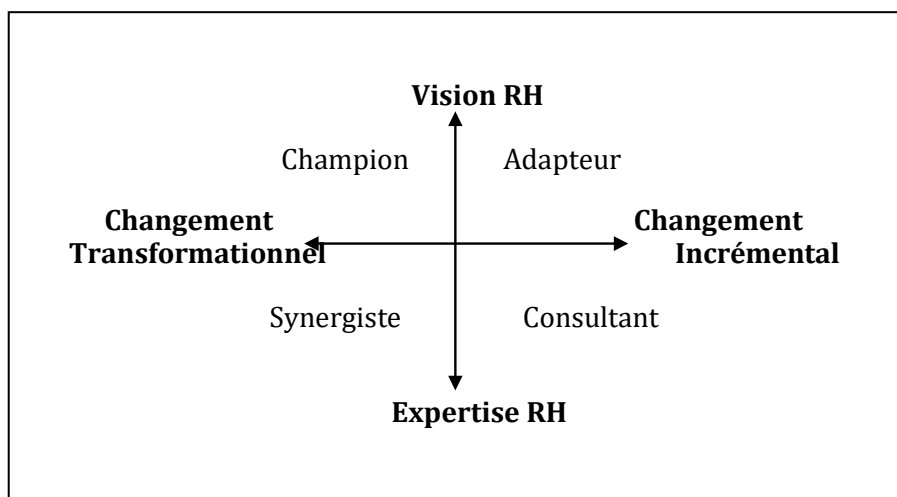 Vision RH
Champion Adapteur
Changement Changement
Transformationnel Incrémental
Synergiste Consultant
Expertise RH